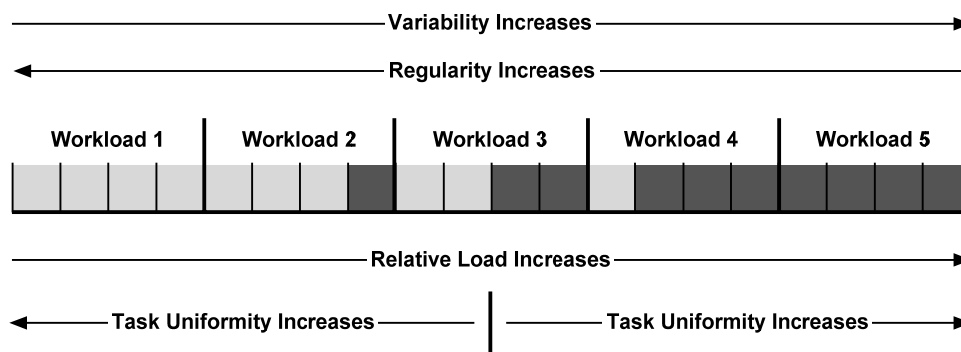 Variability Increases
Regularity Increases
Workload 1 Workload 2 Workload 3 Workload 4 Workload 5
Relative Load Increases
Task Uniformity Increases Task Uniformity Increases